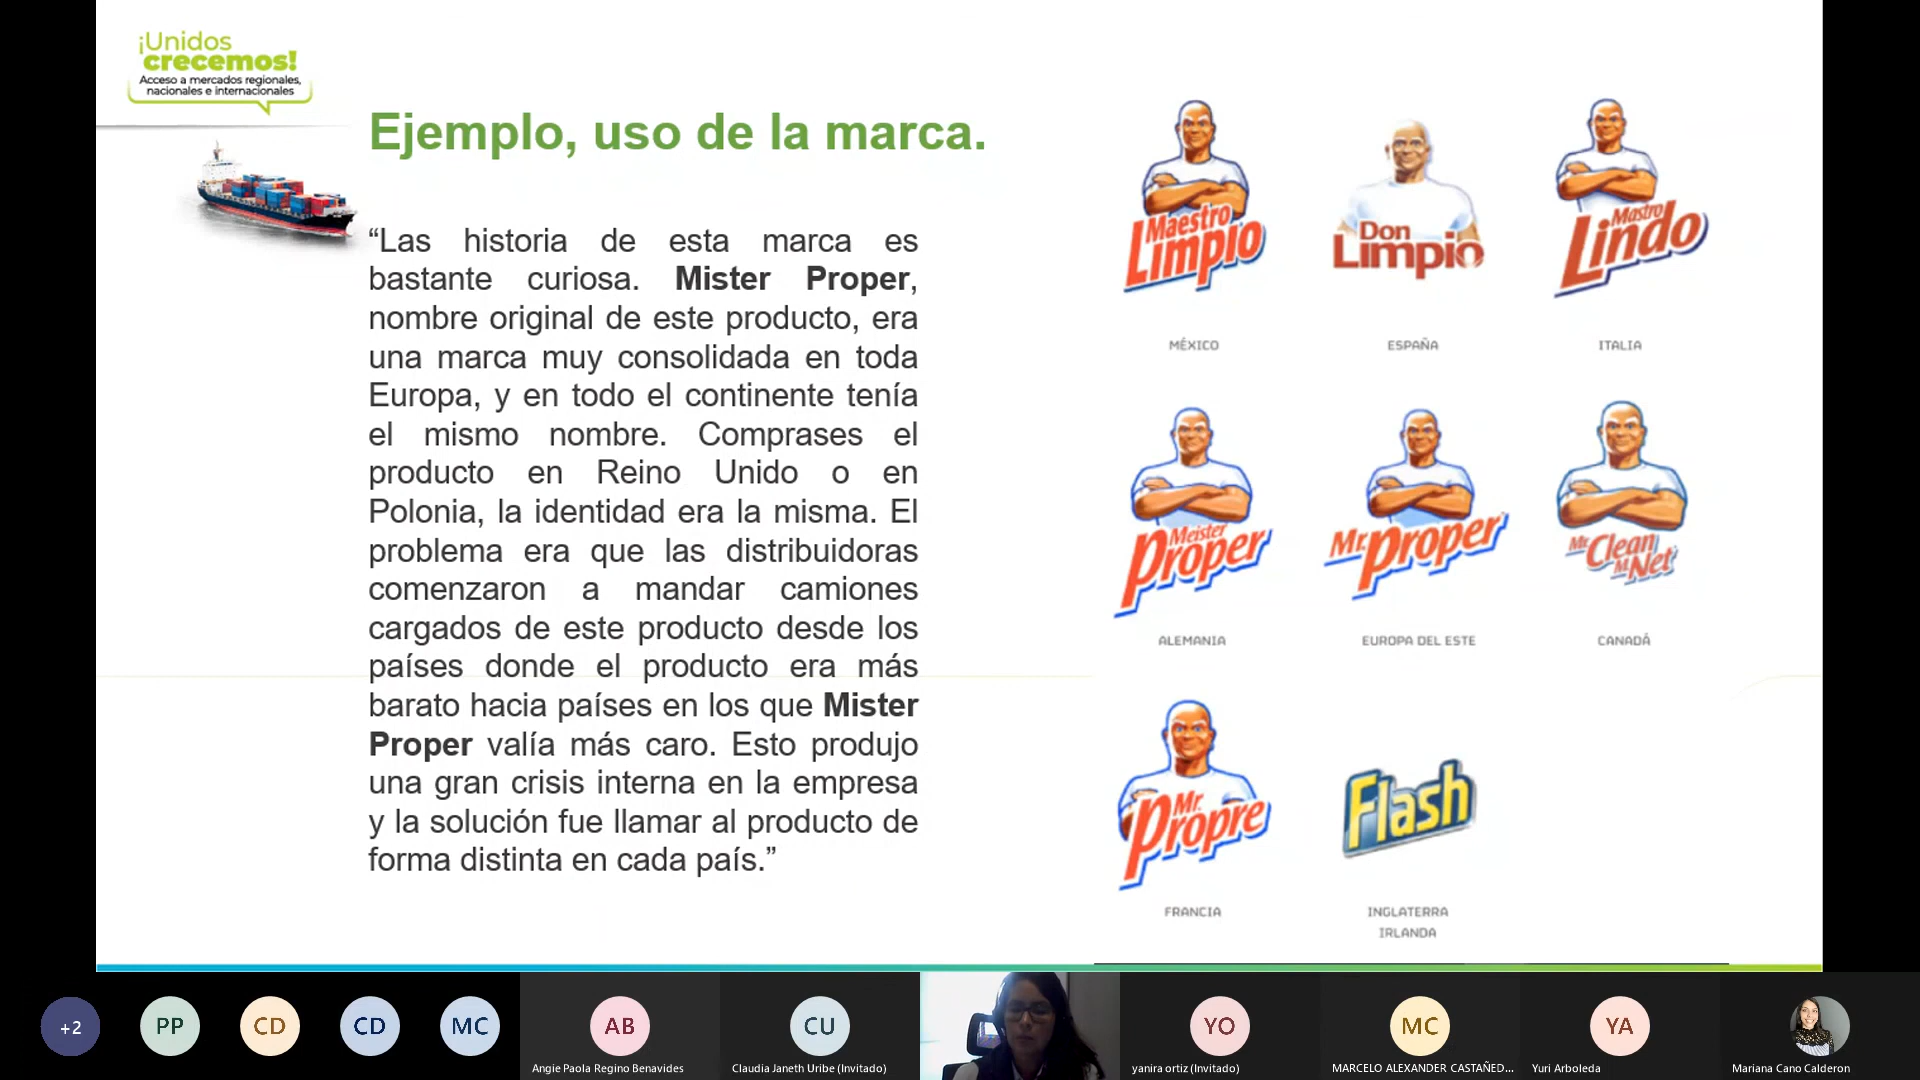 ¡Unidos
crecemos!
Acceso a mercados regionales,
nacionales e internacionales
Ejemplo, uso de la marca.
“Las historia de esta marca es
bastante curiosa. Mister Proper,
nombre original de este producto, era
una marca muy consolidada en toda
Europa, y en todo el continente tenía
el mismo nombre. Comprases el
producto en Reino Unido o en
Polonia, la identidad era la misma. El
problema era que las distribuidoras
comenzaron a mandar camiones
cargados de este producto desde los
países donde el producto era más
barato hacia países en los que Mister
Proper valía más caro. Esto produjo
una gran crisis interna en la empresa
y la solución fue llamar al producto de
forma distinta en cada país.”
Maestro
Limpio
MÉXICO
Don
Limpio
ESPAÑA
Mastro
Lindo
ITALIA
Meister
Proper
ALEMANIA
Mr. Proper
EUROPA DEL ESTE
Mr. Clean
M. Net
CANADÁ
Mr.
Propre
FRANCIA
Flash
INGLATERRA
IRLANDA
+2
PP
CD
CD
MC
AB
Angie Paola Regino Benavides
CU
Claudia Janeth Uribe (Invitado)
YO
yanira ortiz (Invitado)
MC
MARCELO ALEXANDER CASTAÑED...
YA
Yuri Arboleda
Mariana Cano Calderon